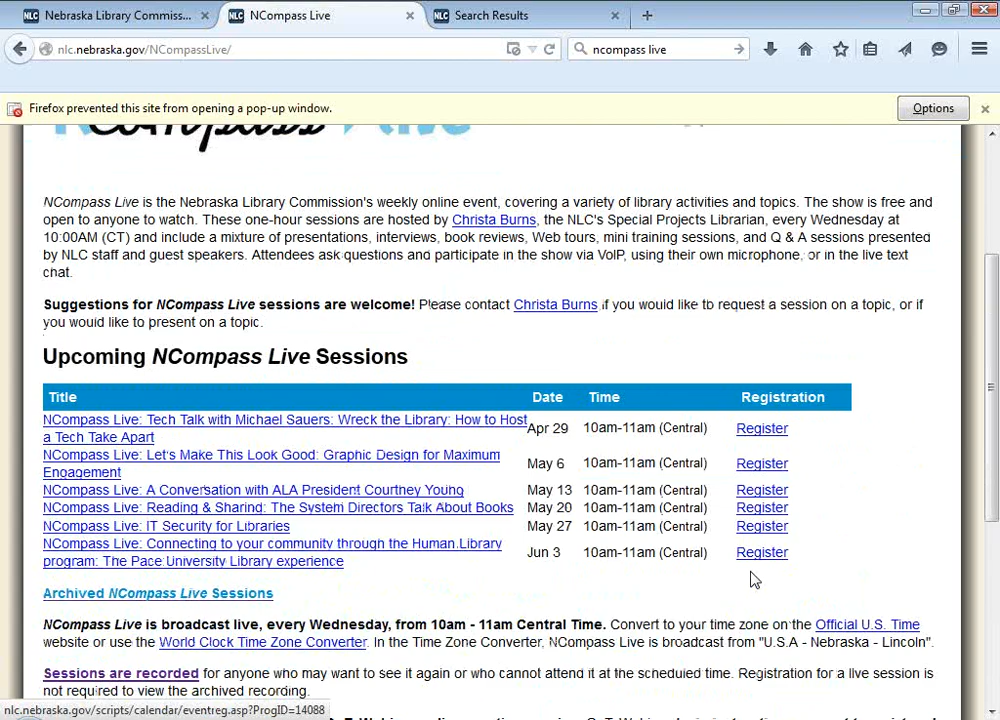 Nebraska Library Commiss... ×
NCompass Live ×
Search Results ×
nlc.nebraska.gov/NCompassLive/
ncompass live
Firefox prevented this site from opening a pop-up window.
Options
NCompass Live
NCompass Live is the Nebraska Library Commission's weekly online event, covering a variety of library activities and topics. The show is free and
open to anyone to watch. These one-hour sessions are hosted by Christa Burns, the NLC's Special Projects Librarian, every Wednesday at
10:00AM (CT) and include a mixture of presentations, interviews, book reviews, Web tours, mini training sessions, and Q & A sessions presented
by NLC staff and guest speakers. Attendees ask questions and participate in the show via VoIP, using their own microphone, or in the live text
chat.
Suggestions for NCompass Live sessions are welcome! Please contact Christa Burns if you would like to request a session on a topic, or if
you would like to present on a topic.
Upcoming NCompass Live Sessions
Title Date Time Registration
NCompass Live: Tech Talk with Michael Sauers: Wreck the Library: How to Host
a Tech Take Apart Apr 29 10am-11am (Central) Register
NCompass Live: Let's Make This Look Good: Graphic Design for Maximum
Engagement May 6 10am-11am (Central) Register
NCompass Live: A Conversation with ALA President Courtney Young May 13 10am-11am (Central) Register
NCompass Live: Reading & Sharing: The System Directors Talk About Books May 20 10am-11am (Central) Register
NCompass Live: IT Security for Libraries May 27 10am-11am (Central) Register
NCompass Live: Connecting to your community through the Human Library
program: The Pace University Library experience Jun 3 10am-11am (Central) Register
Archived NCompass Live Sessions
NCompass Live is broadcast live, every Wednesday, from 10am - 11am Central Time. Convert to your time zone on the Official U.S. Time
website or use the World Clock Time Zone Converter. In the Time Zone Converter, NCompass Live is broadcast from "U.S.A - Nebraska - Lincoln".
Sessions are recorded for anyone who may want to see it again or who cannot attend it at the scheduled time. Registration for a live session is
not required to view the archived recording.
nlc.nebraska.gov/scripts/calendar/eventreg.asp?ProgID=14088